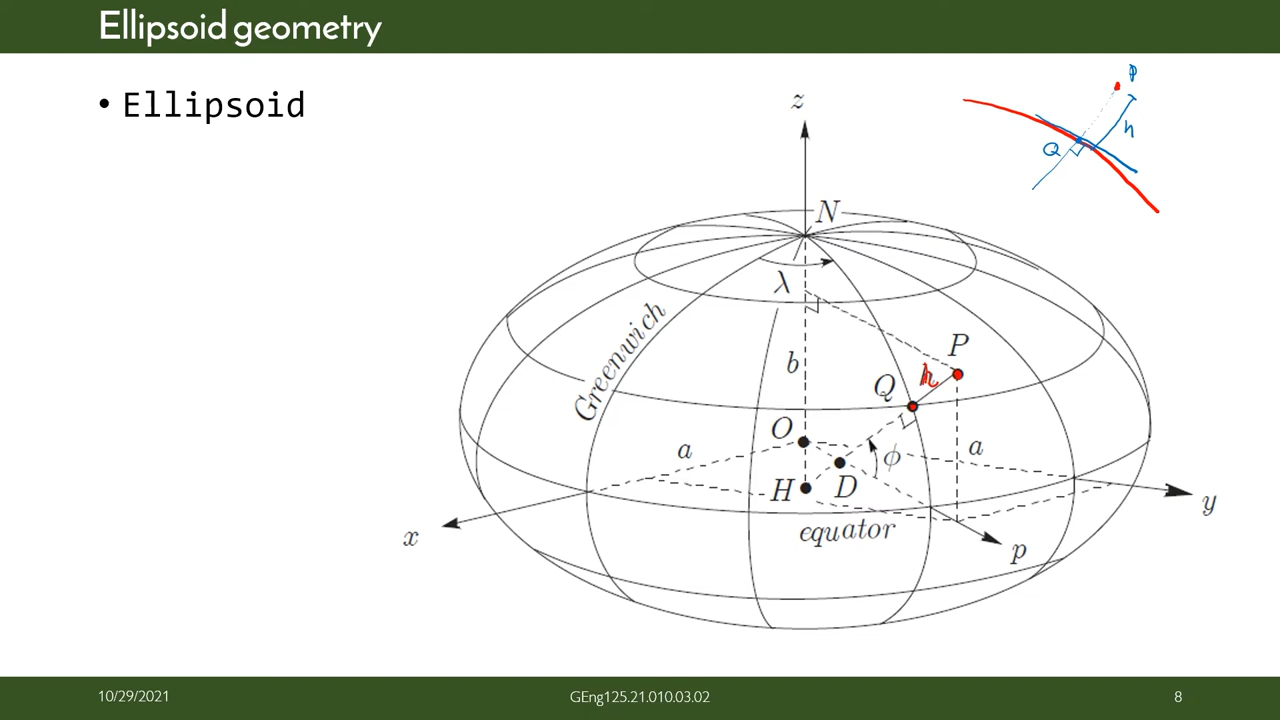 Ellipsoid geometry
• Ellipsoid
P
h
Q
z
N
λ
Greenwich
P
b
h
Q
O
a
ϕ
a
H
D
y
equator
x
p
10/29/2021
GEng125.21.010.03.02
8